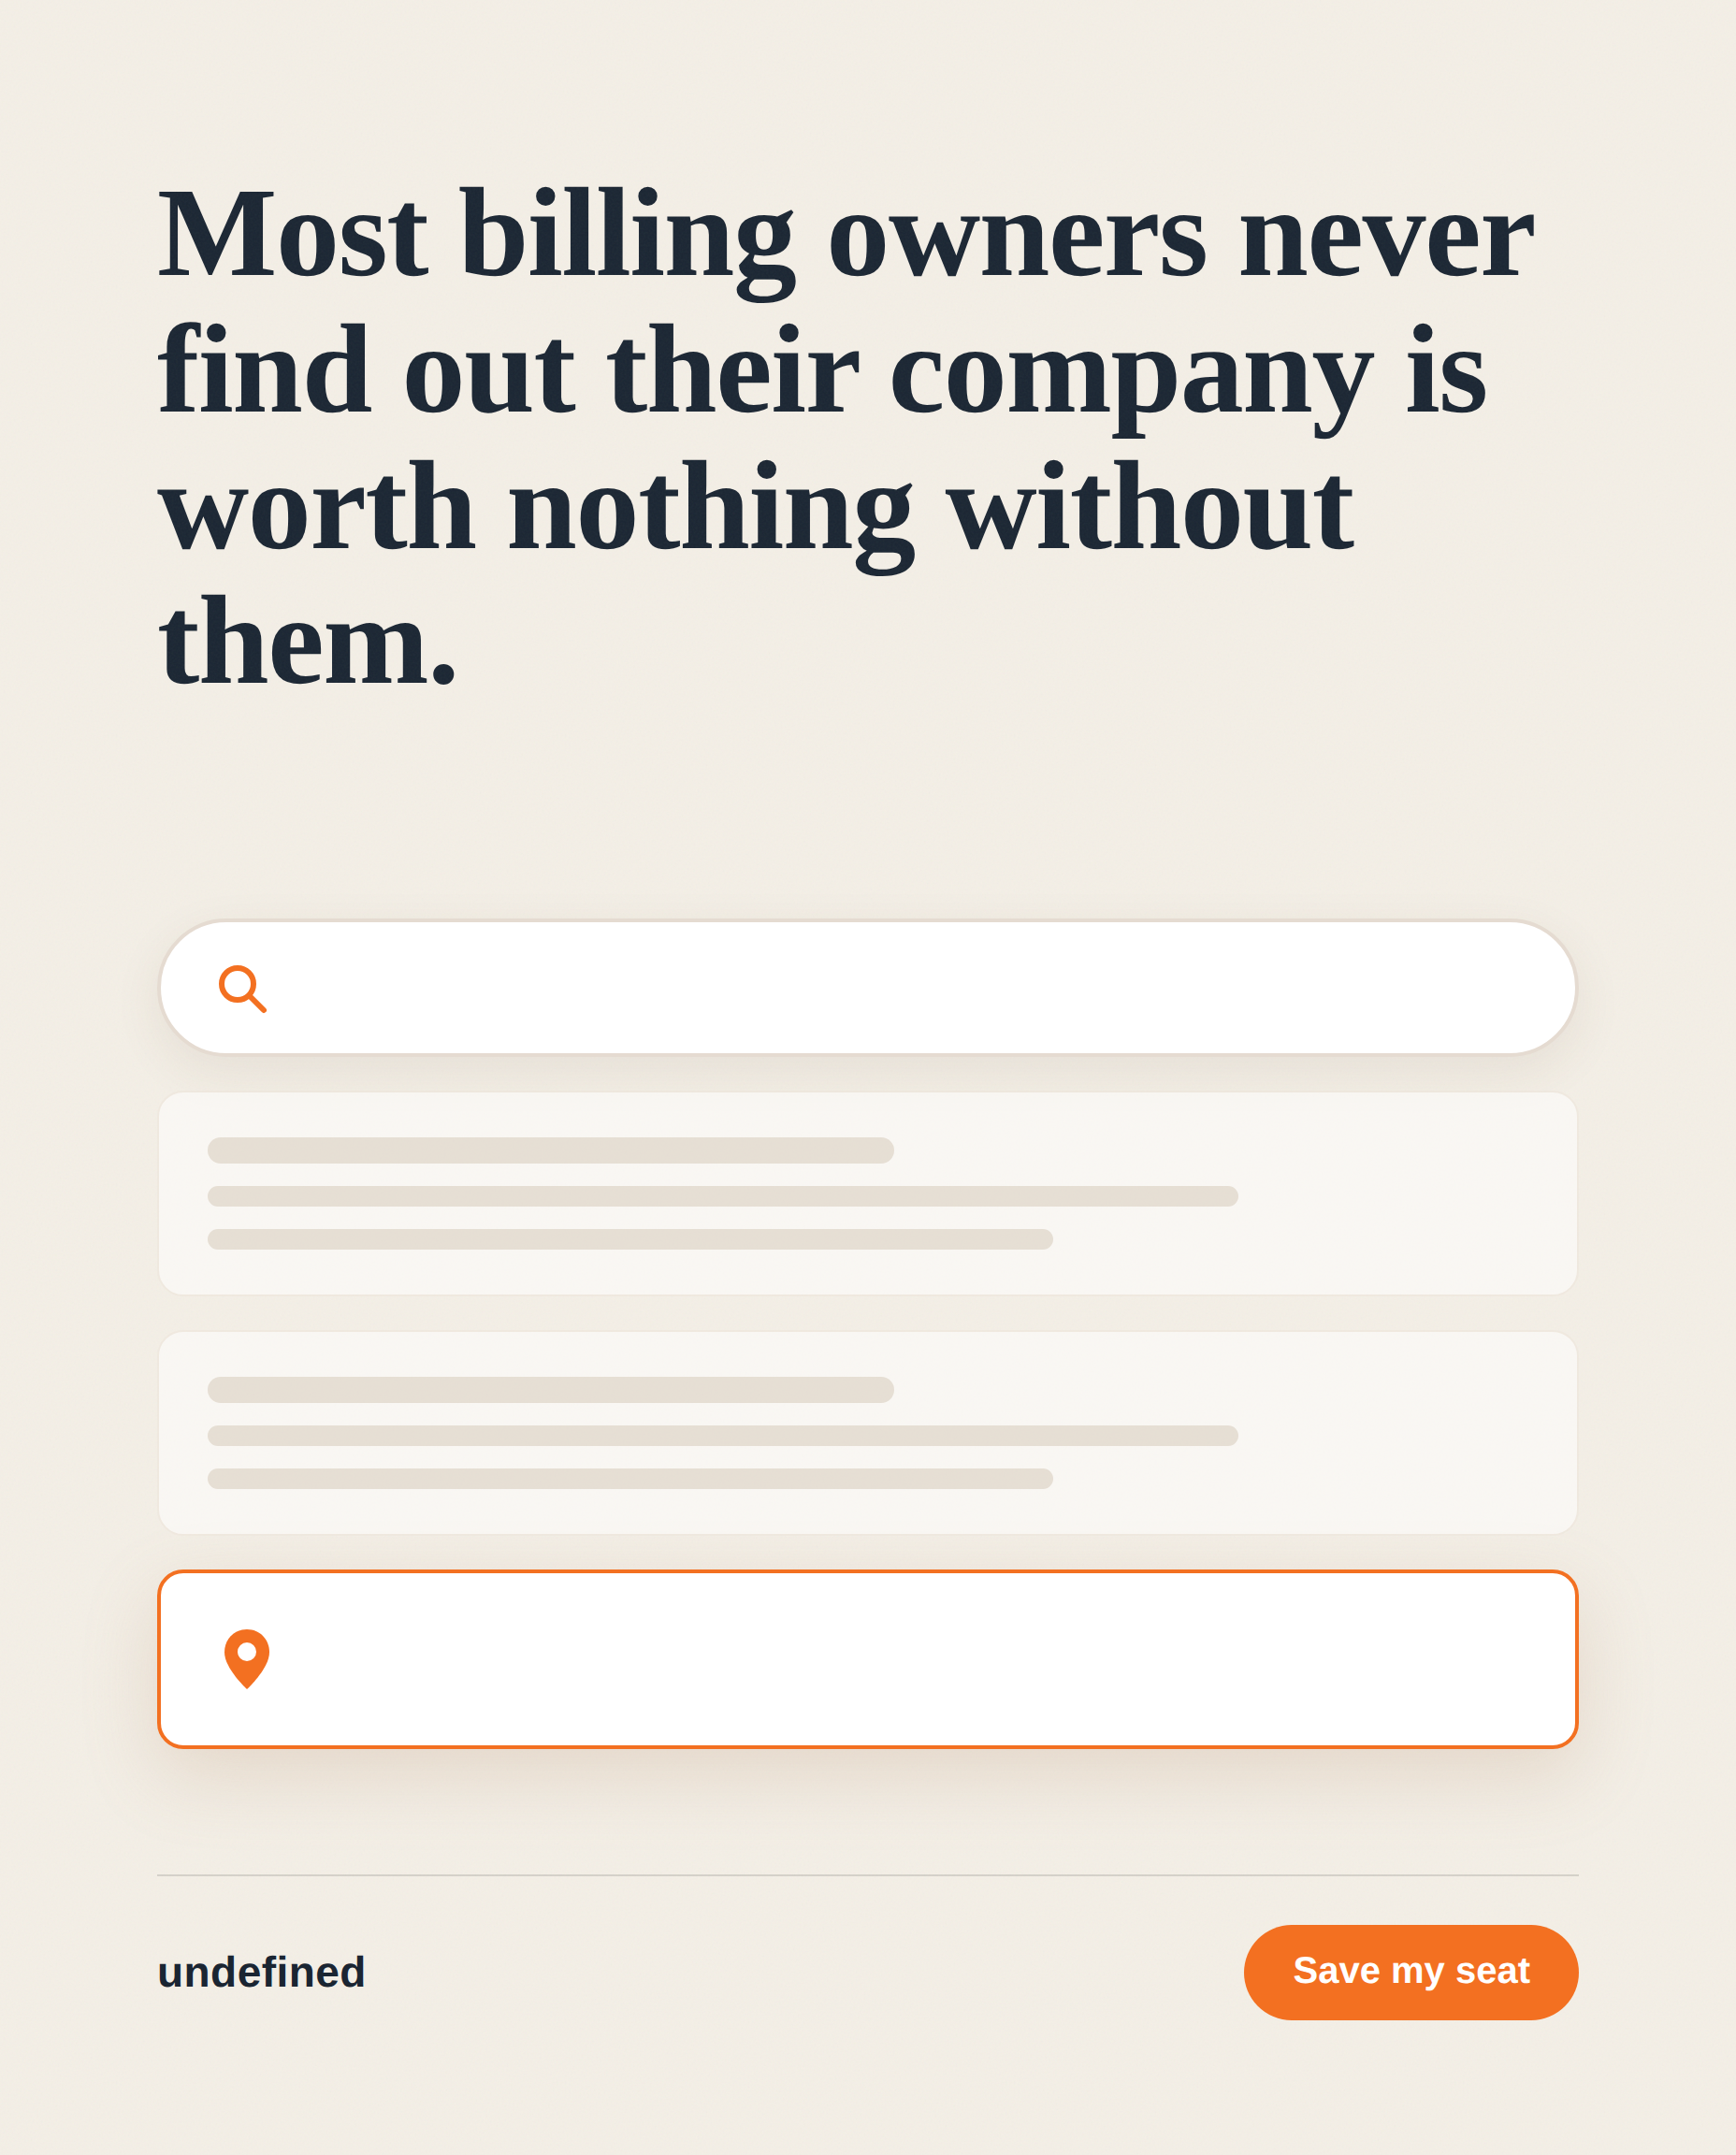 Most billing owners never
find out their company is
worth nothing without
them.
undefined
Save my seat